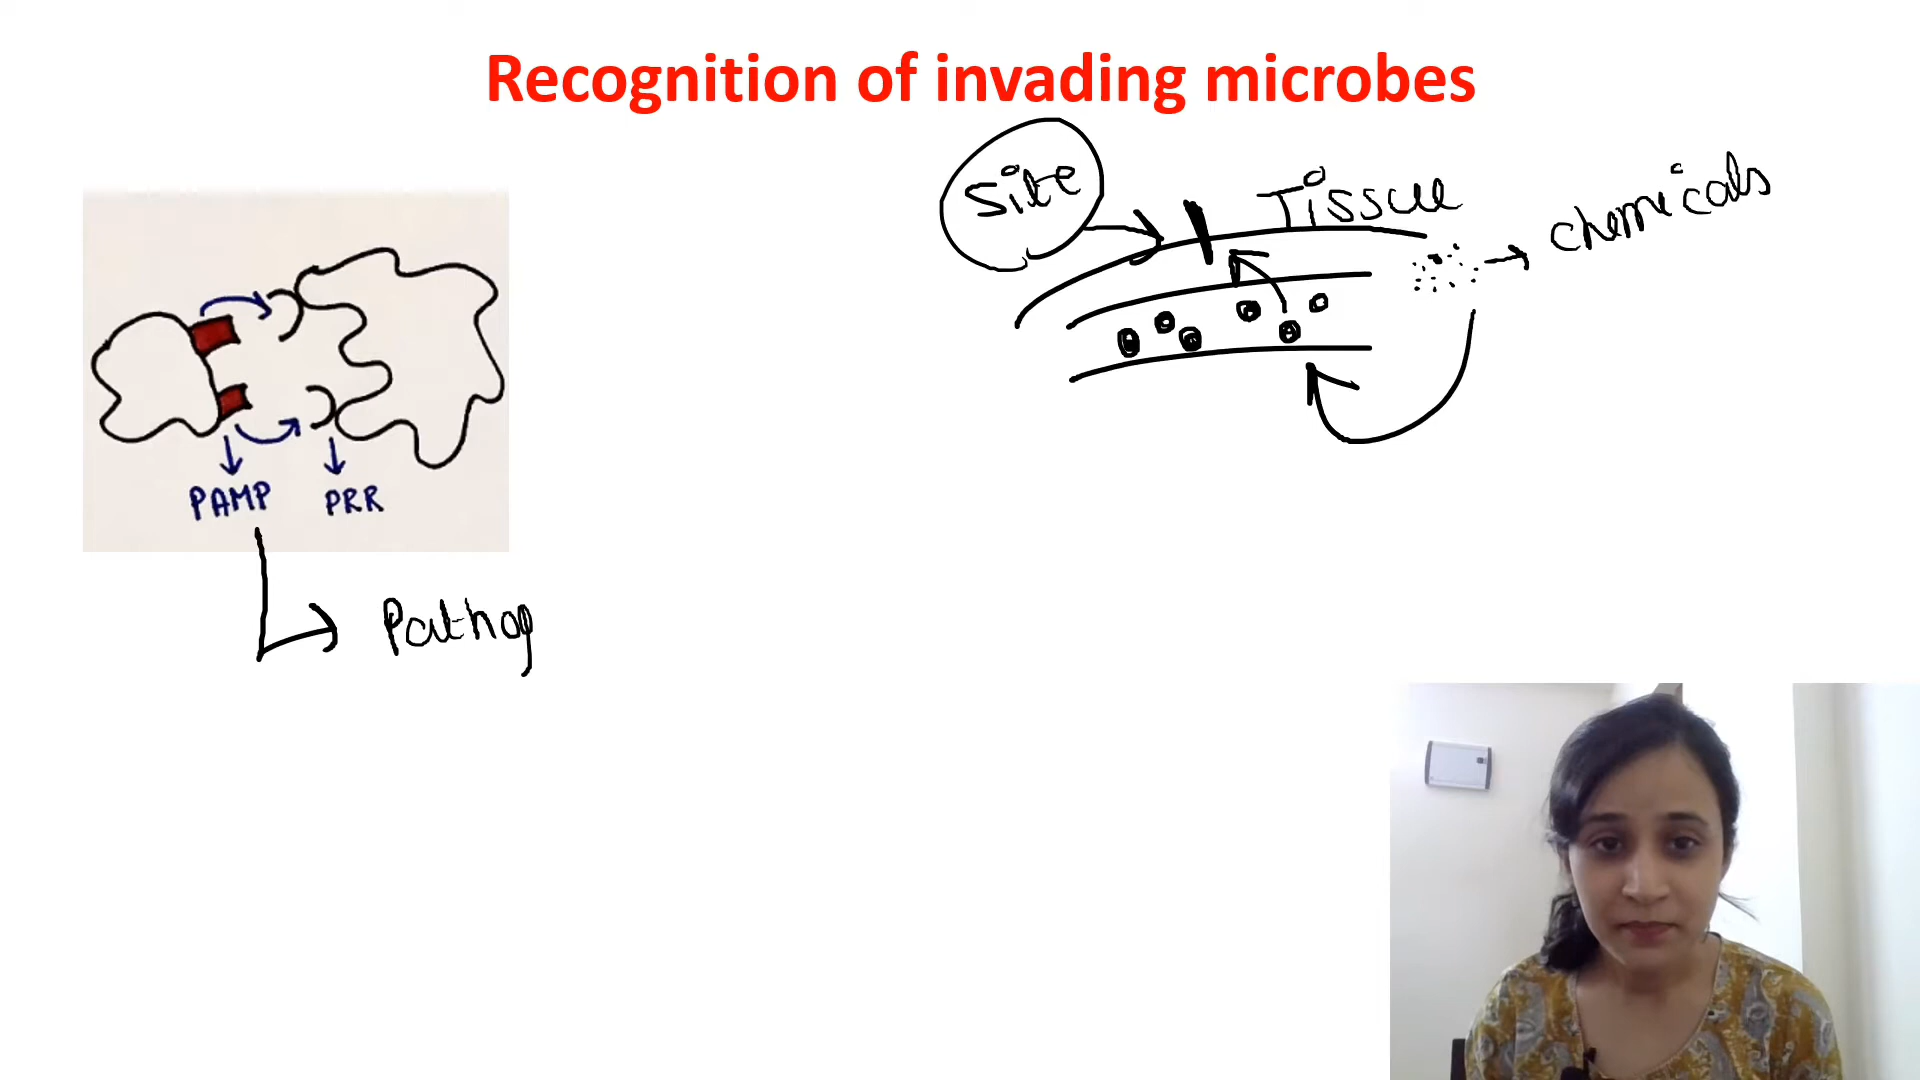 Recognition of invading microbes
Site
Tissue
chemicals
PAMP PRR
Pathog